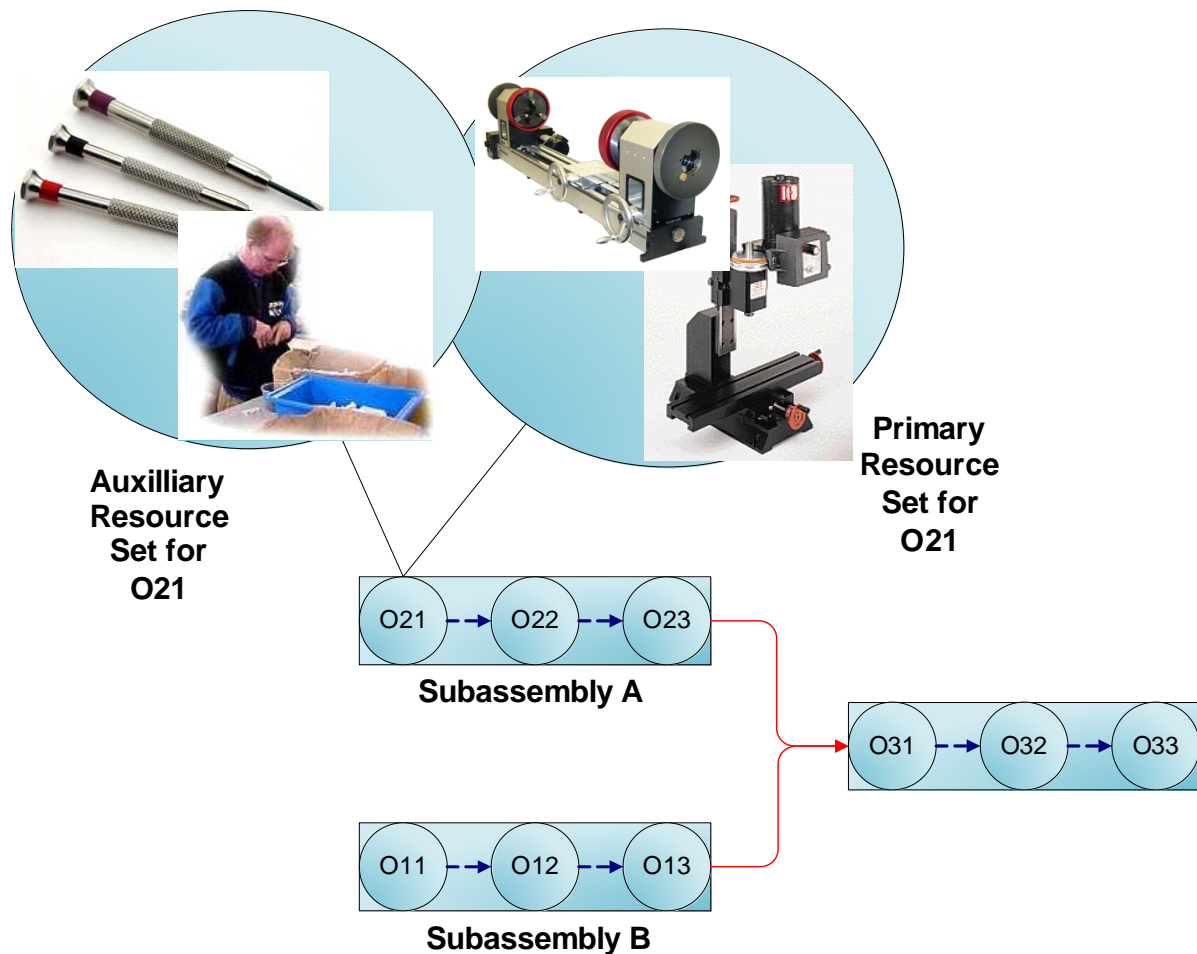 Auxilliary
Resource
Set for
O21
Primary
Resource
Set for
O21
O21
O22
O23
Subassembly A
O31
O32
O33
O11
O12
O13
Subassembly B